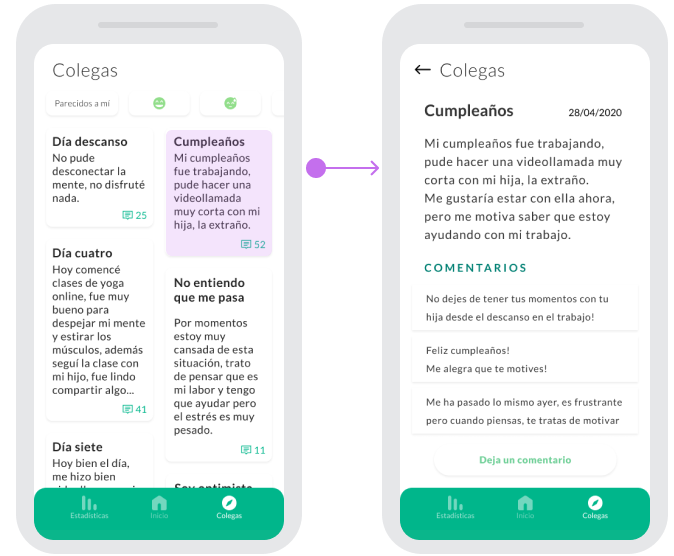 Colegas
Parecidos a mí
Día descanso
No pude
desconectar la
mente, no disfruté
nada.
25
Día cuatro
Hoy comencé
clases de yoga
online, fue muy
bueno para
despejar mi mente
y estirar los
músculos, además
seguí la clase con
mi hijo, fue lindo
compartir algo...
41
Día siete
Hoy bien el día,
me hizo bien
Cumpleaños
Mi cumpleaños
fue trabajando,
pude hacer una
videollamada
muy corta con mi
hija, la extraño.
52
No entiendo
que me pasa
Por momentos
estoy muy
cansada de esta
situación, trato
de pensar que es
mi labor y tengo
que ayudar pero
el estrés es muy
pesado.
11
Soy optimista
Estadísticas
Inicio
Colegas
Colegas
Cumpleaños
28/04/2020
Mi cumpleaños fue trabajando,
pude hacer una videollamada muy
corta con mi hija, la extraño.
Me gustaría estar con ella ahora,
pero me motiva saber que estoy
ayudando con mi trabajo.
COMENTARIOS
No dejes de tener tus momentos con tu
hija desde el descanso en el trabajo!
Feliz cumpleaños!
Me alegra que te motives!
Me ha pasado lo mismo ayer, es frustrante
pero cuando piensas, te tratas de motivar
Deja un comentario
Estadísticas
Inicio
Colegas